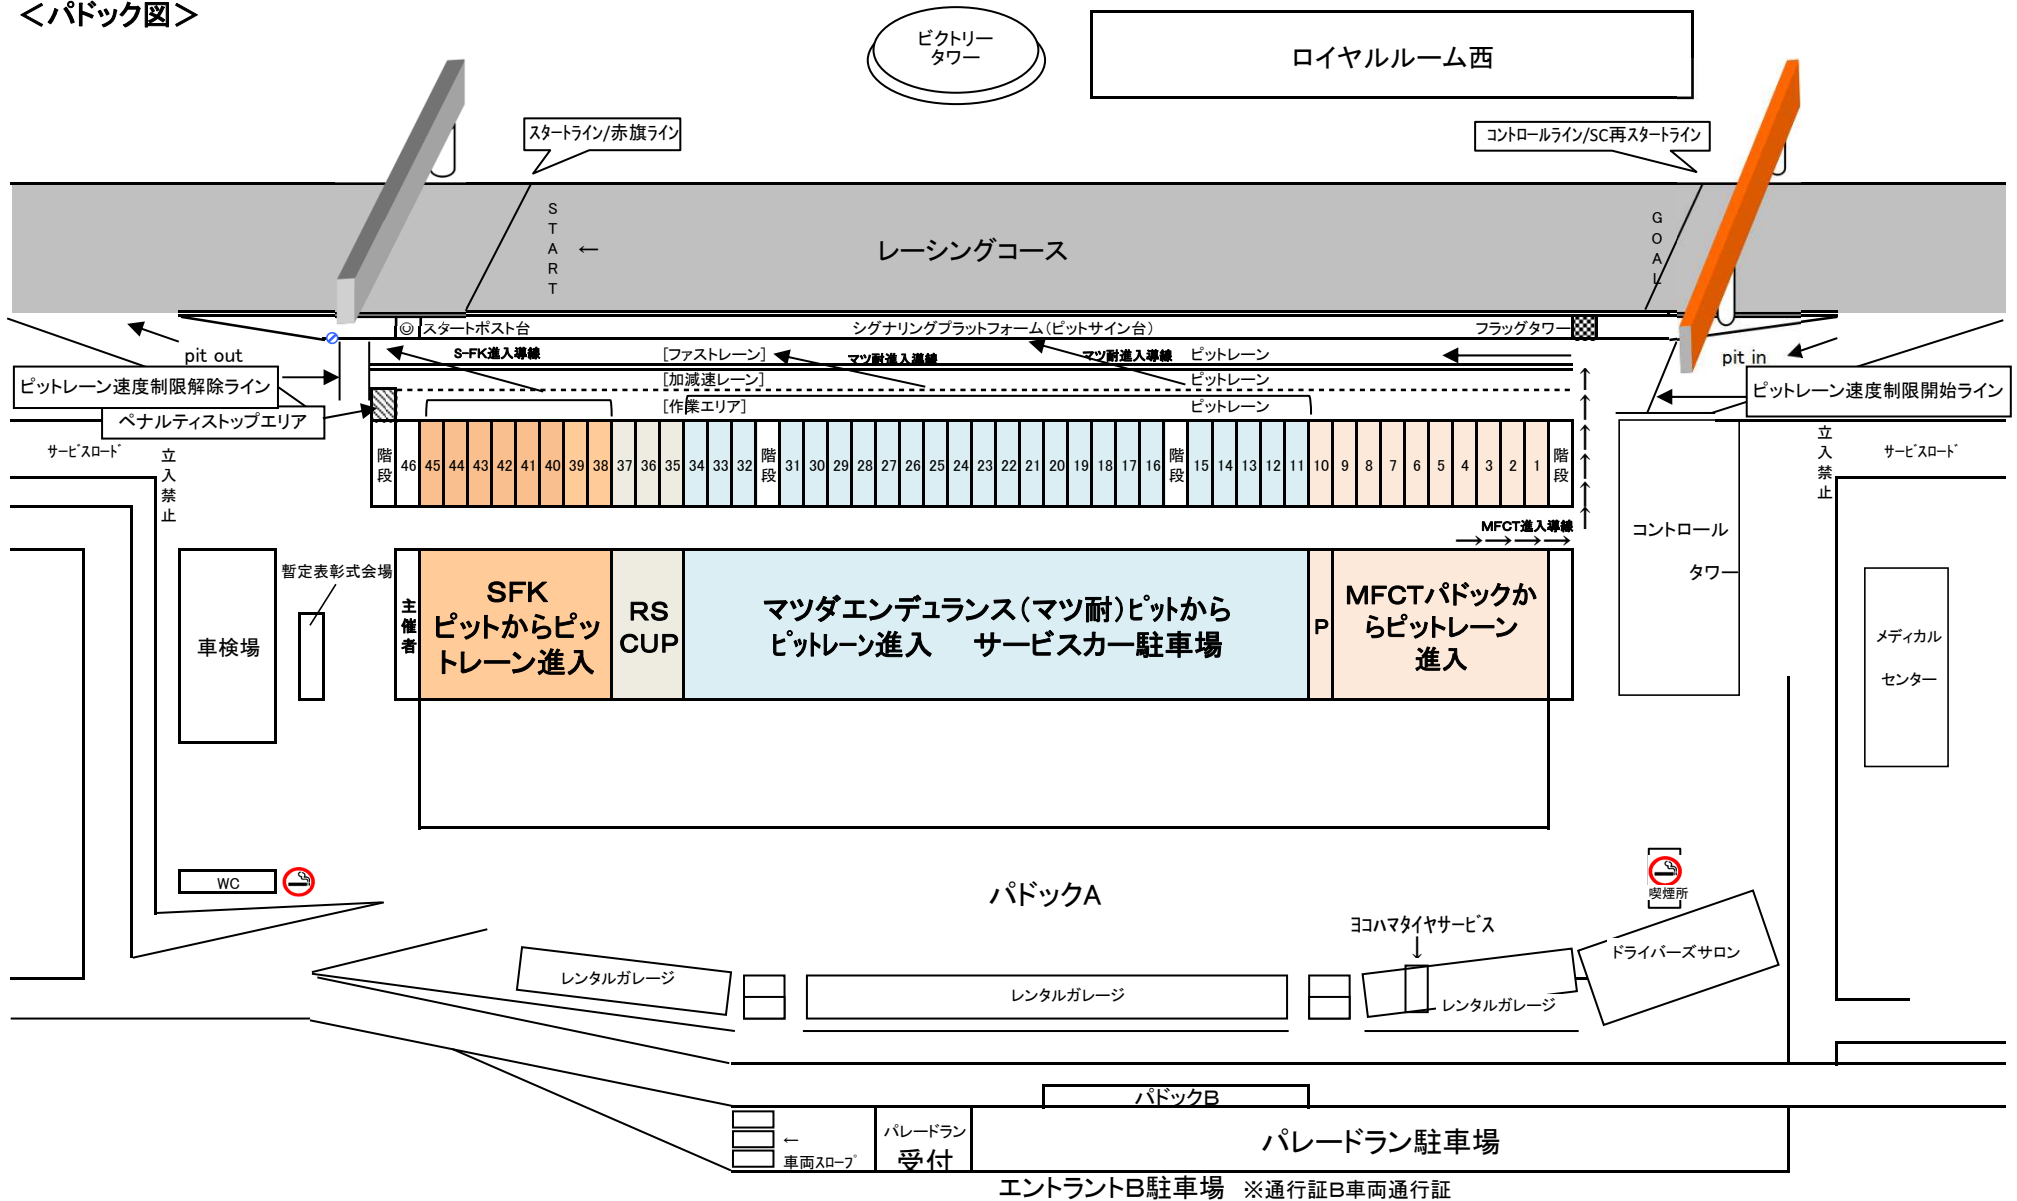 ＜パドック図＞
ビクトリー
タワー
ロイヤルルーム西
スタートライン/赤旗ライン
コントロールライン/SC再スタートライン
START
←
レーシングコース
GOAL
◎
スタートポスト台
シグナリングプラットフォーム(ピットサイン台)
フラッグタワー
pit out
S-FK進入導線
[ファストレーン]
マツ耐進入導線
マツ耐進入導線
ピットレーン
pit in
ピットレーン速度制限解除ライン
[加減速レーン]
ピットレーン
ピットレーン速度制限開始ライン
ペナルティストップエリア
[作業エリア]
ピットレーン
サービスロード
立入禁止
階段 46 45 44 43 42 41 40 39 38 37 36 35 34 33 32 階段 31 30 29 28 27 26 25 24 23 22 21 20 19 18 17 16 階段 15 14 13 12 11 10 9 8 7 6 5 4 3 2 1 階段
立入禁止
サービスロード
MFCT進入導線
→→→→
↑↑↑↑↑↑
コントロール
タワー
暫定表彰式会場
車検場
主催者
SFK
ピットからピッ
トレーン進入
RS
CUP
マツダエンデュランス(マツ耐)ピットから
ピットレーン進入　サービスカー駐車場
P
MFCTパドックか
らピットレーン
進入
メディカル
センター
WC
パドックA
喫煙所
ヨコハマタイヤサービス
↓
ドライバーズサロン
レンタルガレージ
レンタルガレージ
レンタルガレージ
パドックB
←
車両スロープ
パレードラン
受付
パレードラン駐車場
エントラントB駐車場　※通行証B車両通行証